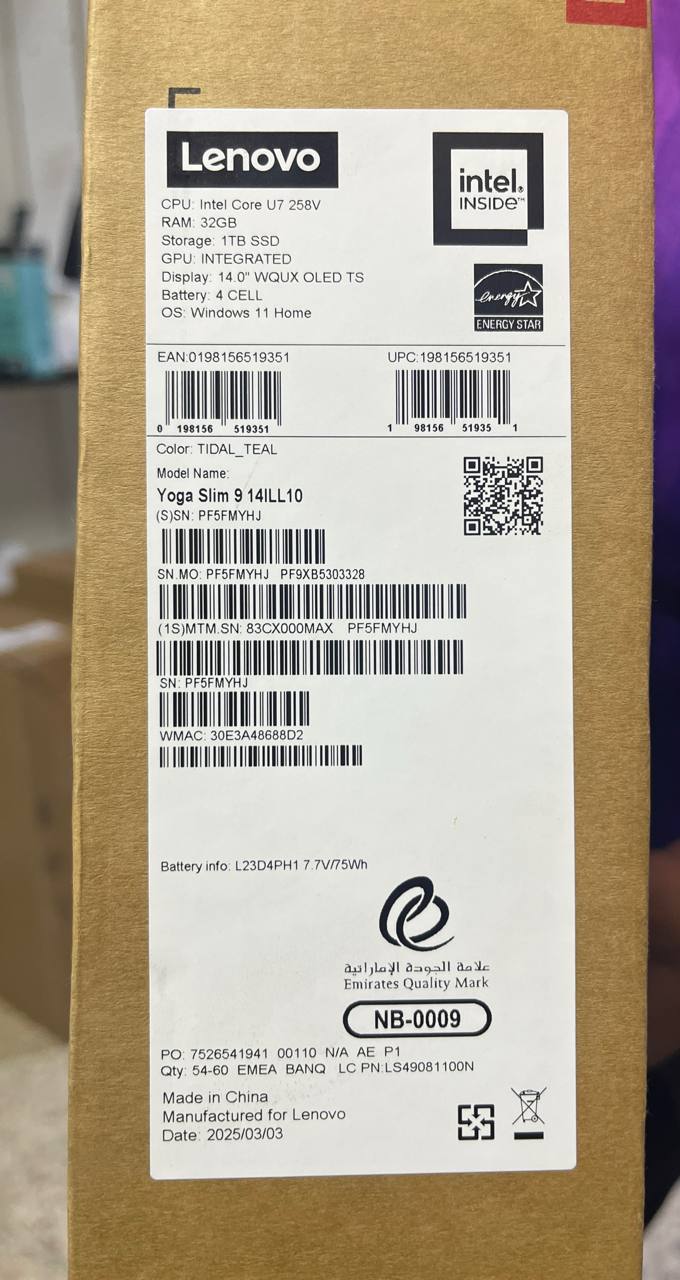 Lenovo
intel.
INSIDE™
CPU: Intel Core U7 258V
RAM: 32GB
Storage: 1TB SSD
GPU: INTEGRATED
Display: 14.0" WQUX OLED TS
Battery: 4 CELL
OS: Windows 11 Home
energy
ENERGY STAR
EAN:0198156519351
UPC:198156519351
0 198156 519351
1 98156 51935 1
Color: TIDAL_TEAL
Model Name:
Yoga Slim 9 14ILL10
(S)SN: PF5FMYHJ
SN.MO: PF5FMYHJ PF9XB5303328
(1S)MTM.SN: 83CX000MAX PF5FMYHJ
SN: PF5FMYHJ
WMAC: 30E3A48688D2
Battery info: L23D4PH1 7.7V/75Wh
علامة الجودة الإماراتية
Emirates Quality Mark
NB-0009
PO: 7526541941 00110 N/A AE P1
Qty: 54-60 EMEA BANQ LC PN:LS49081100N
Made in China
Manufactured for Lenovo
Date: 2025/03/03